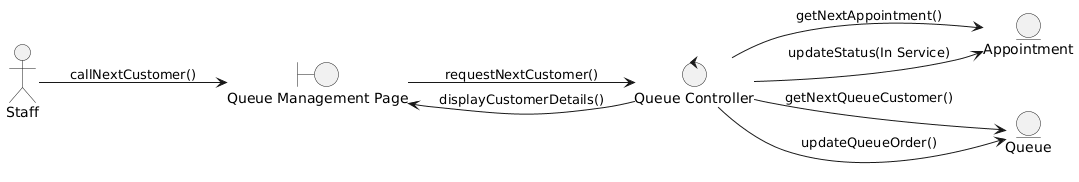 getNextAppointment()
Appointment
updateStatus(In Service)
callNextCustomer()
requestNextCustomer()
Staff
Queue Management Page
displayCustomerDetails()
Queue Controller
getNextQueueCustomer()
updateQueueOrder()
Queue